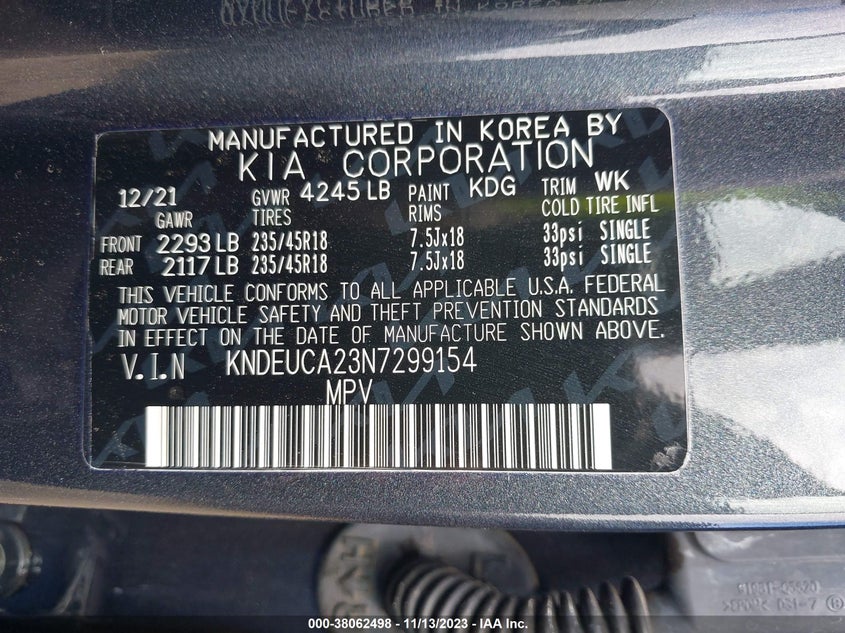 MANUFACTURED IN KOREA BY
KIA CORPORATION
12/21 GVWR 4245 LB PAINT KDG TRIM WK
GAWR TIRES RIMS COLD TIRE INFL
FRONT 2293 LB 235/45R18 7.5Jx18 33psi SINGLE
REAR 2117 LB 235/45R18 7.5Jx18 33psi SINGLE
THIS VEHICLE CONFORMS TO ALL APPLICABLE U.S.A. FEDERAL
MOTOR VEHICLE SAFETY AND THEFT PREVENTION STANDARDS
IN EFFECT ON THE DATE OF MANUFACTURE SHOWN ABOVE.
V.I.N KNDEUCA23N7299154
MPV
000-38062498 - 11/13/2023 - IAA Inc.